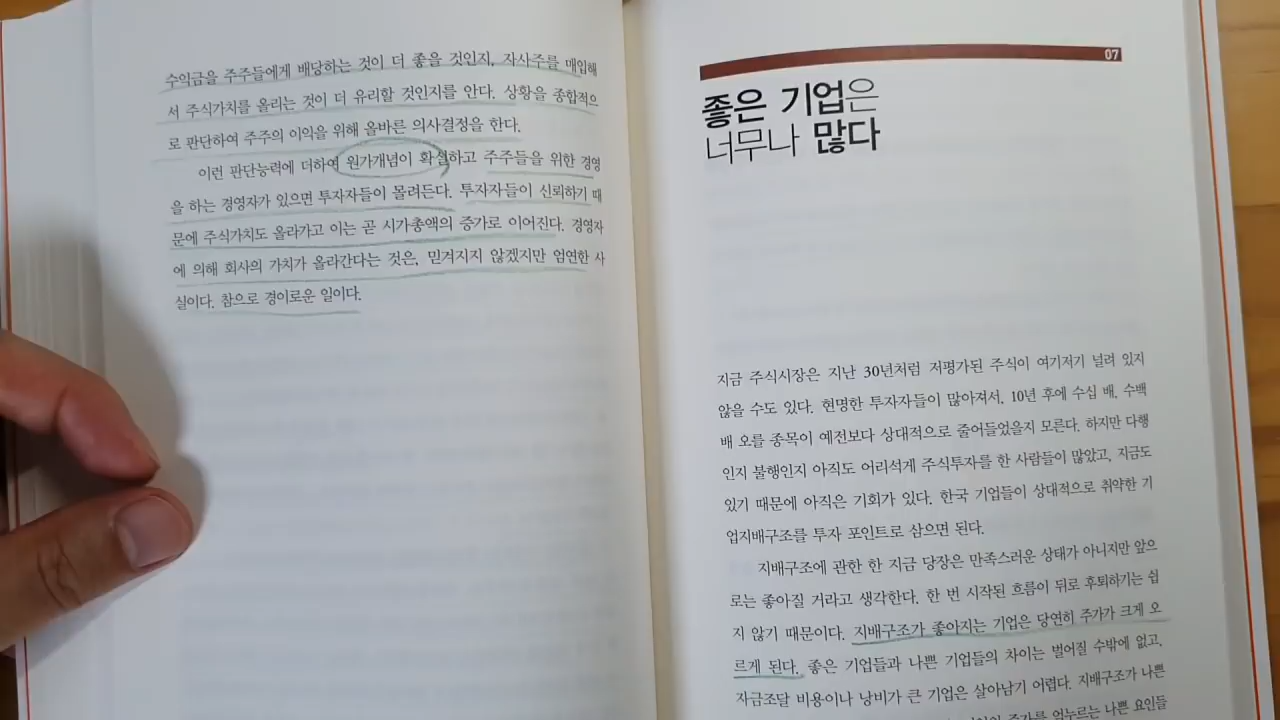 수익금을 주주들에게 배당하는 것이 더 좋을 것인지, 자사주를 매입해
서 주식가치를 올리는 것이 더 유리할 것인지를 안다. 상황을 종합적으
로 판단하여 주주의 이익을 위해 올바른 의사결정을 한다.
이런 판단능력에 더하여 원가개념이 확실하고 주주들을 위한 경영
을 하는 경영자가 있으면 투자자들이 몰려든다. 투자자들이 신뢰하기 때
문에 주식가치도 올라가고 이는 곧 시가총액의 증가로 이어진다. 경영자
에 의해 회사의 가치가 올라간다는 것은, 믿겨지지 않겠지만 엄연한 사
실이다. 참으로 경이로운 일이다.
07
좋은 기업은
너무나 많다
지금 주식시장은 지난 30년처럼 저평가된 주식이 여기저기 널려 있지
않을 수도 있다. 현명한 투자자들이 많아져서, 10년 후에 수십 배, 수백
배 오를 종목이 예전보다 상대적으로 줄어들었을지 모른다. 하지만 다행
인지 불행인지 아직도 어리석게 주식투자를 한 사람들이 많았고, 지금도
있기 때문에 아직은 기회가 있다. 한국 기업들이 상대적으로 취약한 기
업지배구조를 투자 포인트로 삼으면 된다.
지배구조에 관한 한 지금 당장은 만족스러운 상태가 아니지만 앞으
로는 좋아질 거라고 생각한다. 한 번 시작된 흐름이 뒤로 후퇴하기는 쉽
지 않기 때문이다. 지배구조가 좋아지는 기업은 당연히 주가가 크게 오
르게 된다. 좋은 기업들과 나쁜 기업들의 차이는 벌어질 수밖에 없고,
자금조달 비용이나 낭비가 큰 기업은 살아남기 어렵다. 지배구조가 나쁜
주가를 억누르는 나쁜 요인들